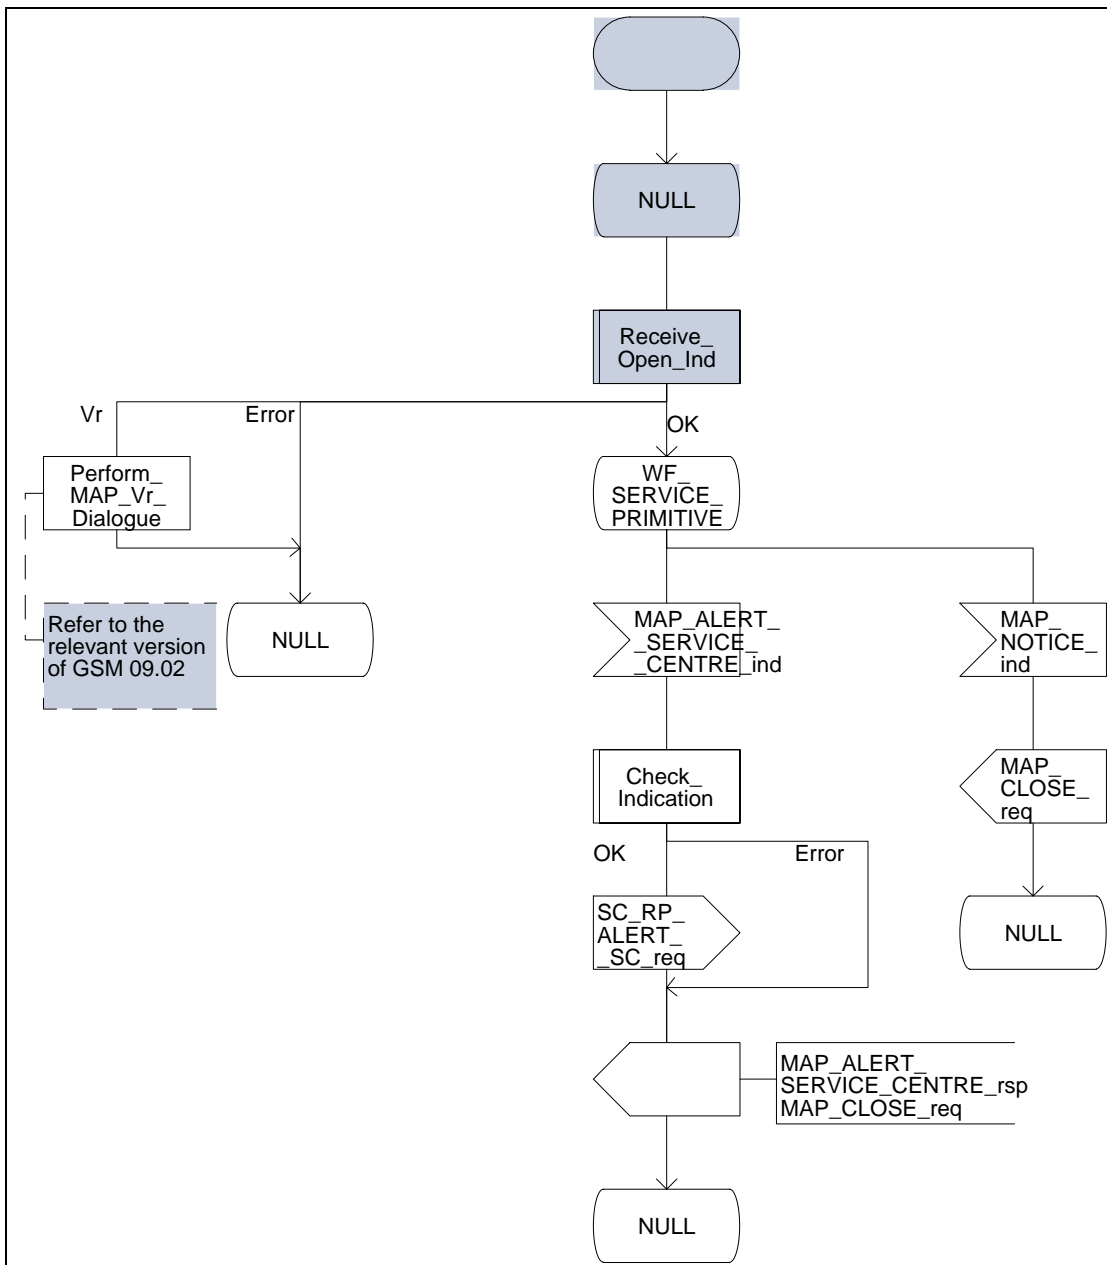 NULL
Receive_
Open_Ind
Vr
Error
OK
Perform_
MAP_Vr_
Dialogue
WF_
SERVICE_
PRIMITIVE
Refer to the
relevant version
of GSM 09.02
NULL
MAP_ALERT_
_SERVICE_
_CENTRE_ind
MAP_
NOTICE_
ind
Check_
Indication
MAP_
CLOSE_
req
OK
Error
SC_RP_
ALERT_
_SC_req
NULL
MAP_ALERT_
SERVICE_CENTRE_rsp
MAP_CLOSE_req
NULL